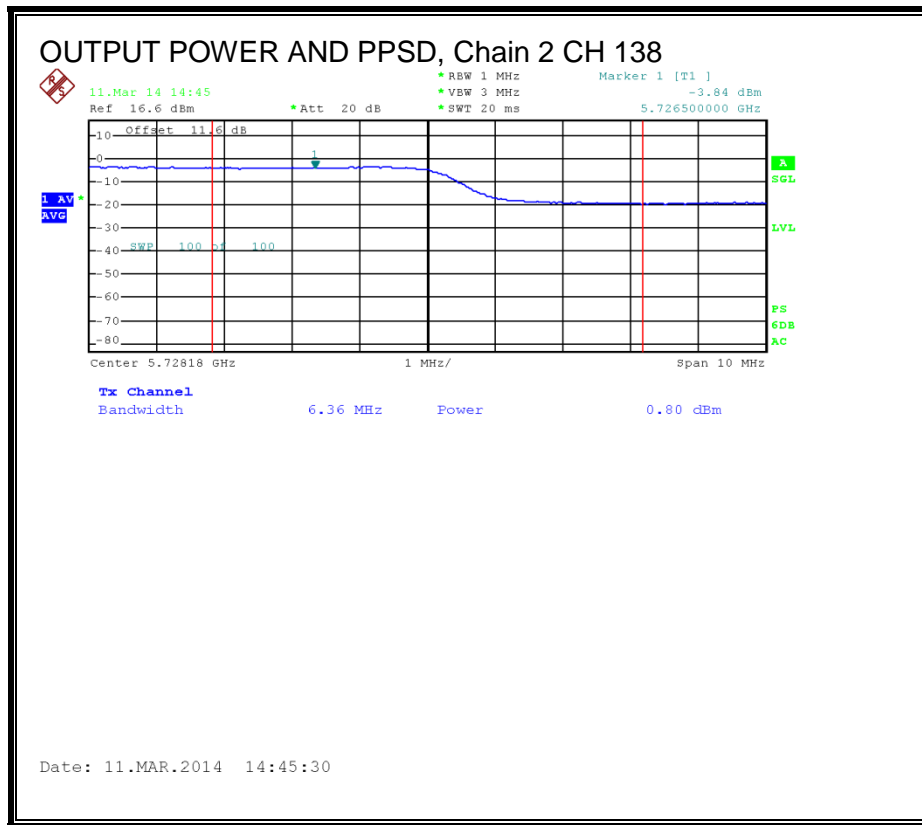 OUTPUT POWER AND PPSD, Chain 2 CH 138
R S
* RBW 1 MHz Marker 1 [T1 ]
11.Mar 14 14:45 * VBW 3 MHz -3.84 dBm
Ref 16.6 dBm * Att 20 dB * SWT 20 ms 5.726500000 GHz
10 Offset 11.6 dB
0
1
A
-10
SGL
1 AV *
-20
AVG
-30
LVL
-40 SWP 100 of 100
-50
-60
PS
-70
6DB
-80
AC
Center 5.72818 GHz 1 MHz/ Span 10 MHz
Tx Channel
Bandwidth 6.36 MHz Power 0.80 dBm
Date: 11.MAR.2014 14:45:30